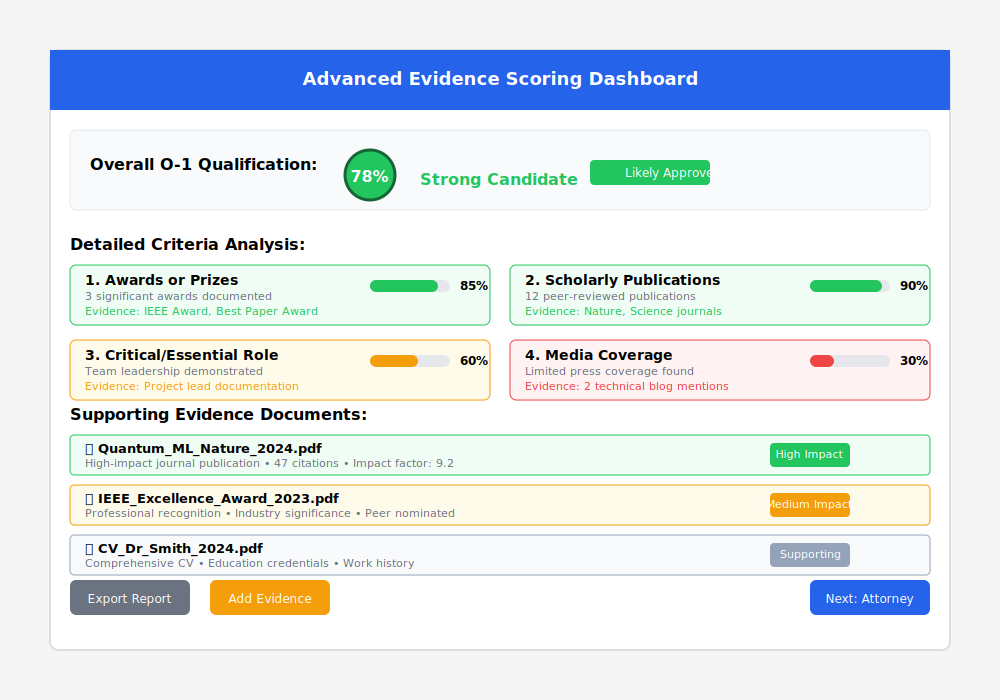 Advanced Evidence Scoring Dashboard
Overall O-1 Qualification:
78%
Strong Candidate
Likely Approve
Detailed Criteria Analysis:
1. Awards or Prizes
85%
3 significant awards documented
Evidence: IEEE Award, Best Paper Award
2. Scholarly Publications
90%
12 peer-reviewed publications
Evidence: Nature, Science journals
3. Critical/Essential Role
60%
Team leadership demonstrated
Evidence: Project lead documentation
4. Media Coverage
30%
Limited press coverage found
Evidence: 2 technical blog mentions
Supporting Evidence Documents:
Quantum_ML_Nature_2024.pdf
High-impact journal publication • 47 citations • Impact factor: 9.2
High Impact
IEEE_Excellence_Award_2023.pdf
Professional recognition • Industry significance • Peer nominated
Medium Impact
CV_Dr_Smith_2024.pdf
Comprehensive CV • Education credentials • Work history
Supporting
Export Report
Add Evidence
Next: Attorney